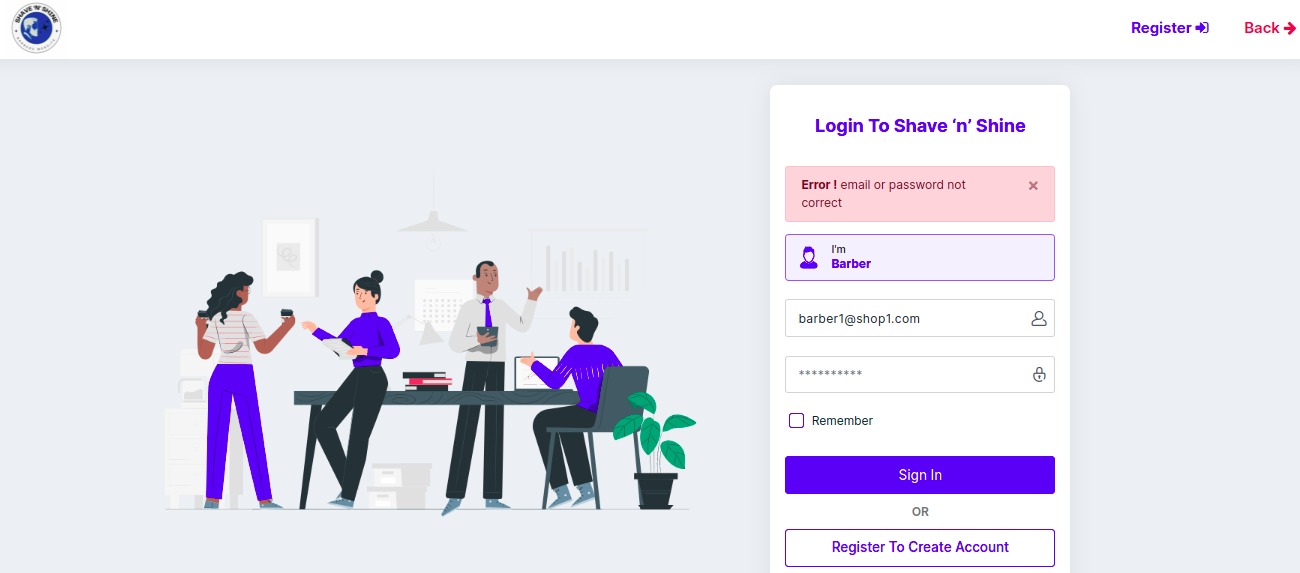 SHAVE 'N' SHINE
Register
Back
Login To Shave ‘n’ Shine
Error ! email or password not
correct
I'm
Barber
barber1@shop1.com
**********
Remember
Sign In
OR
Register To Create Account